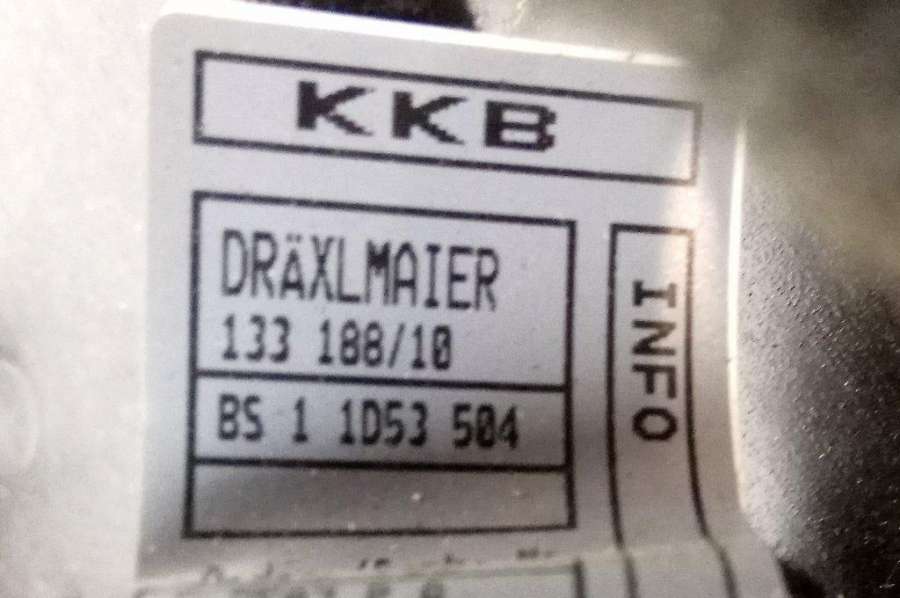 KKB
DRÄXLMAIER
133 188/10
BS 1 1D53 504
INFO